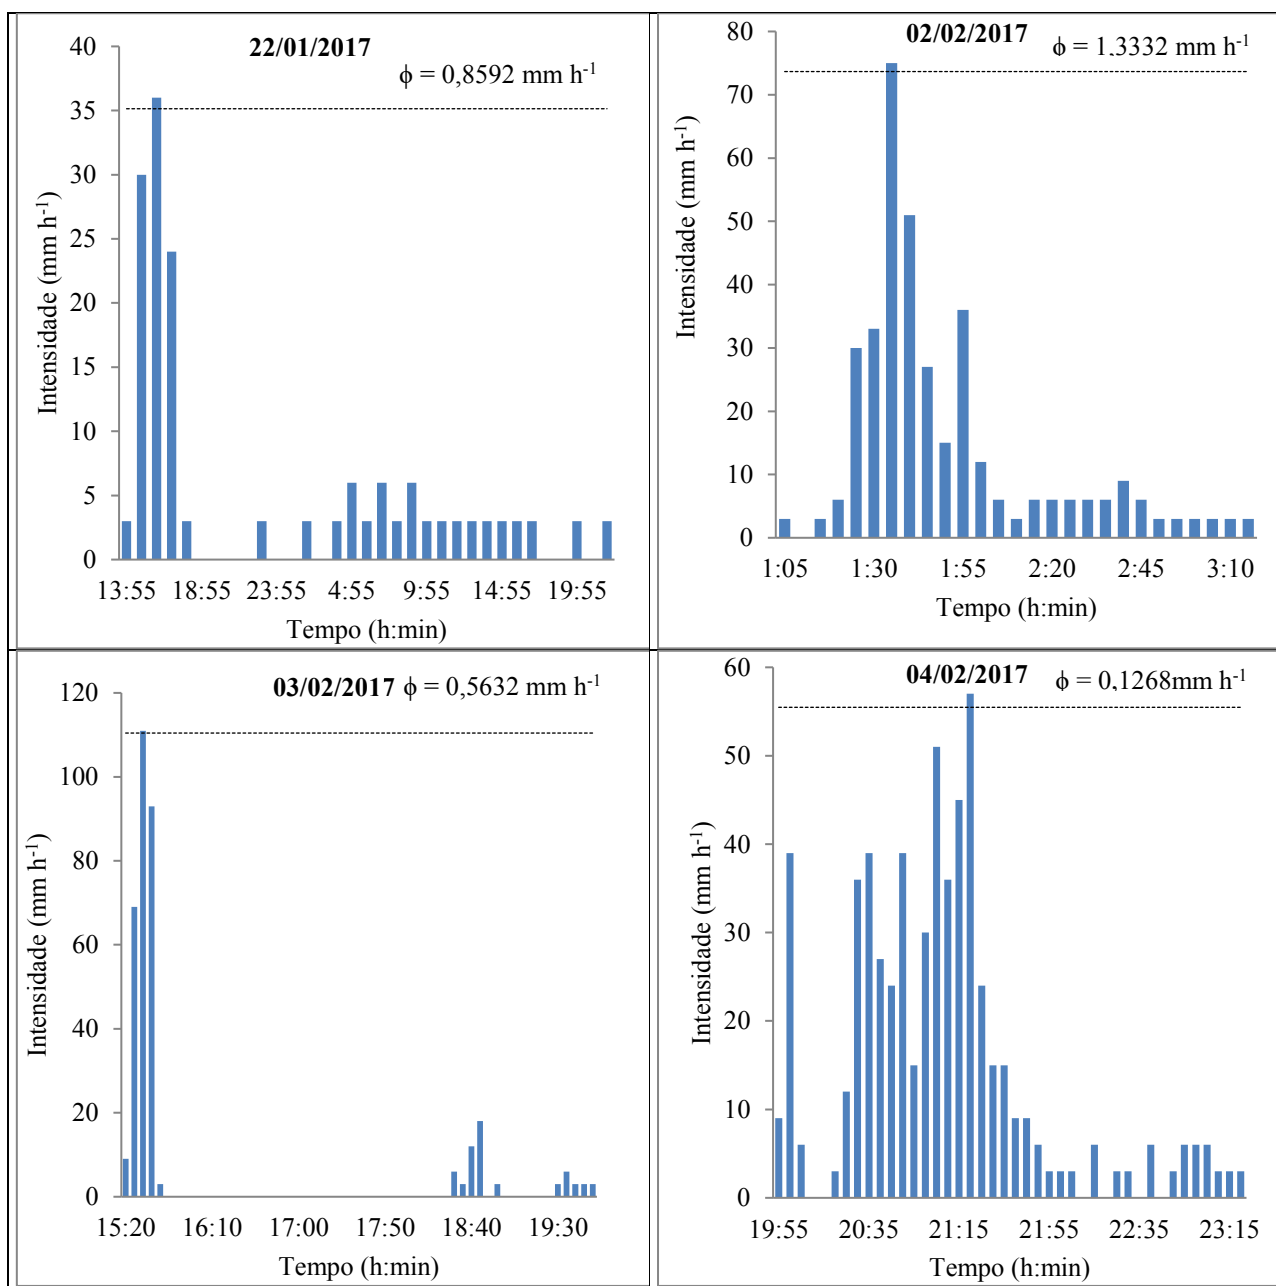 22/01/2017
ϕ = 0,8592 mm h-1
Intensidade (mm h-1)
40
35
30
25
20
15
10
5
0
13:55 18:55 23:55 4:55 9:55 14:55 19:55
Tempo (h:min)
02/02/2017
ϕ = 1.3332 mm h-1
Intensidade (mm h-1)
80
70
60
50
40
30
20
10
0
1:05 1:30 1:55 2:20 2:45 3:10
Tempo (h:min)
03/02/2017 ϕ = 0,5632 mm h-1
Intensidade (mm h-1)
120
100
80
60
40
20
0
15:20 16:10 17:00 17:50 18:40 19:30
Tempo (h:min)
04/02/2017
ϕ = 0,1268mm h-1
Intensidade (mm h-1)
60
50
40
30
20
10
0
19:55 20:35 21:15 21:55 22:35 23:15
Tempo (h:min)